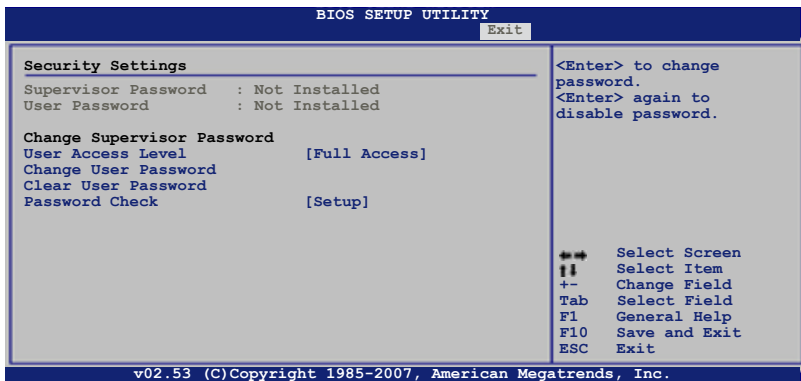 BIOS SETUP UTILITY
Exit
Security Settings
Supervisor Password : Not Installed
User Password : Not Installed
Change Supervisor Password
User Access Level [Full Access]
Change User Password
Clear User Password
Password Check [Setup]
<Enter> to change
password.
<Enter> again to
disable password.
←→ Select Screen
↑↓ Select Item
+- Change Field
Tab Select Field
F1 General Help
F10 Save and Exit
ESC Exit
v02.53 (C)Copyright 1985-2007, American Megatrends, Inc.